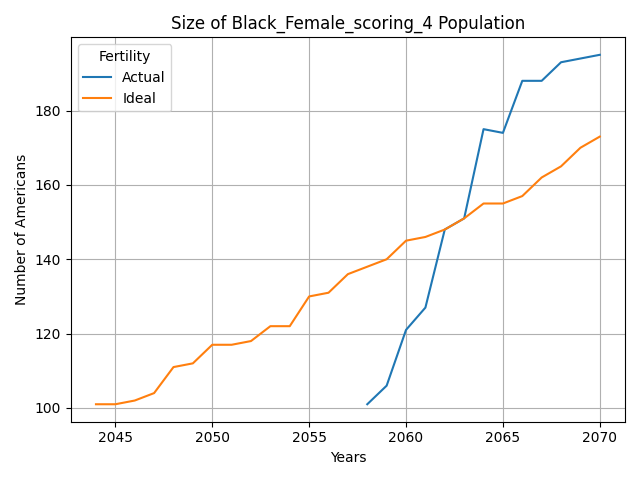 Size of Black_Female_scoring_4 Population
Fertility
Actual
Ideal
Number of Americans
180
160
140
120
100
2045 2050 2055 2060 2065 2070
Years